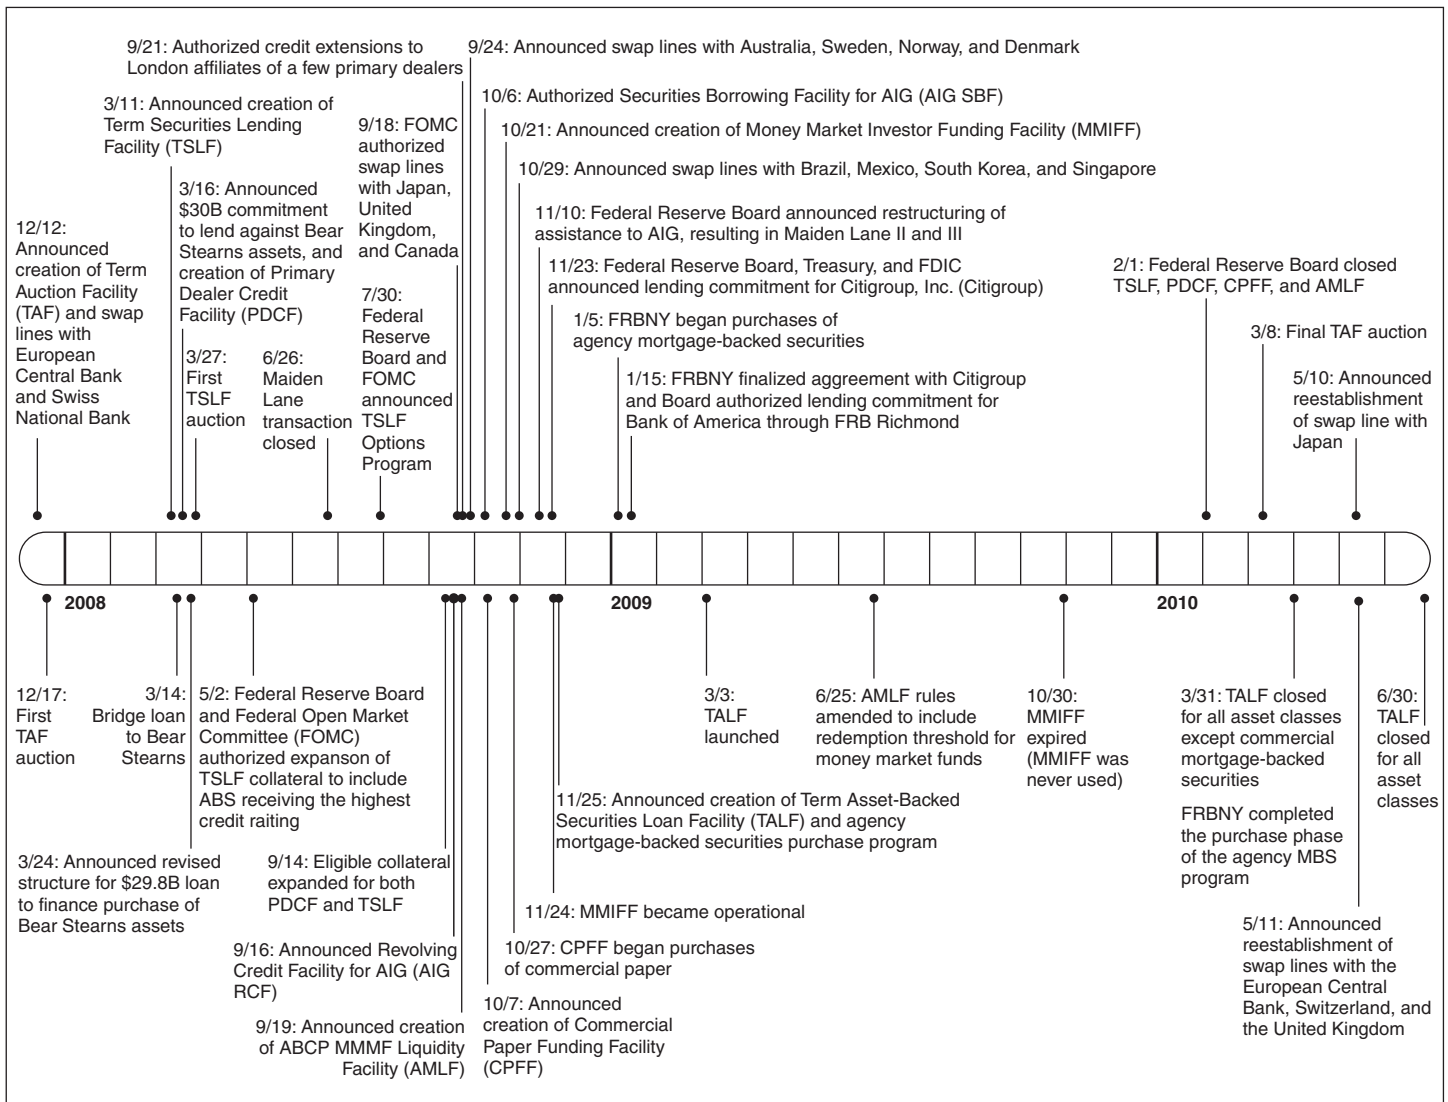 9/21: Authorized credit extensions to
London affiliates of a few primary dealers
9/24: Announced swap lines with Australia, Sweden, Norway, and Denmark
3/11: Announced creation of
Term Securities Lending
Facility (TSLF)
9/18: FOMC
authorized
swap lines
with Japan,
United
Kingdom,
and Canada
10/6: Authorized Securities Borrowing Facility for AIG (AIG SBF)
10/21: Announced creation of Money Market Investor Funding Facility (MMIFF)
10/29: Announced swap lines with Brazil, Mexico, South Korea, and Singapore
3/16: Announced
$30B commitment
to lend against Bear
Stearns assets, and
creation of Primary
Dealer Credit
Facility (PDCF)
11/10: Federal Reserve Board announced restructuring of
assistance to AIG, resulting in Maiden Lane II and III
12/12:
Announced
creation of Term
Auction Facility
(TAF) and swap
lines with
European
Central Bank
and Swiss
National Bank
11/23: Federal Reserve Board, Treasury, and FDIC
announced lending commitment for Citigroup, Inc. (Citigroup)
2/1: Federal Reserve Board closed
TSLF, PDCF, CPFF, and AMLF
7/30:
Federal
Reserve
Board and
FOMC
announced
TSLF
Options
Program
1/5: FRBNY began purchases of
agency mortgage-backed securities
3/8: Final TAF auction
3/27:
First
TSLF
auction
6/26:
Maiden
Lane
transaction
closed
1/15: FRBNY finalized aggreement with Citigroup
and Board authorized lending commitment for
Bank of America through FRB Richmond
5/10: Announced
reestablishment
of swap line with
Japan
2008
2009
2010
12/17:
First
TAF
auction
3/14:
Bridge loan
to Bear
Stearns
5/2: Federal Reserve Board
and Federal Open Market
Committee (FOMC)
authorized expanson of
TSLF collateral to include
ABS receiving the highest
credit raiting
3/3:
TALF
launched
6/25: AMLF rules
amended to include
redemption threshold for
money market funds
10/30:
MMIFF
expired
(MMIFF was
never used)
3/31: TALF closed
for all asset classes
except commercial
mortgage-backed
securities
FRBNY completed
the purchase phase
of the agency MBS
program
6/30:
TALF
closed
for all
asset
classes
11/25: Announced creation of Term Asset-Backed
Securities Loan Facility (TALF) and agency
mortgage-backed securities purchase program
3/24: Announced revised
structure for $29.8B loan
to finance purchase of
Bear Stearns assets
9/14: Eligible collateral
expanded for both
PDCF and TSLF
11/24: MMIFF became operational
5/11: Announced
reestablishment of
swap lines with the
European Central
Bank, Switzerland, and
the United Kingdom
9/16: Announced Revolving
Credit Facility for AIG (AIG
RCF)
10/27: CPFF began purchases
of commercial paper
10/7: Announced
creation of Commercial
Paper Funding Facility
(CPFF)
9/19: Announced creation
of ABCP MMMF Liquidity
Facility (AMLF)